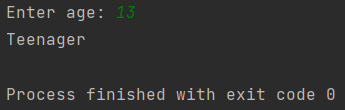 Enter age: 13
Teenager
Process finished with exit code 0